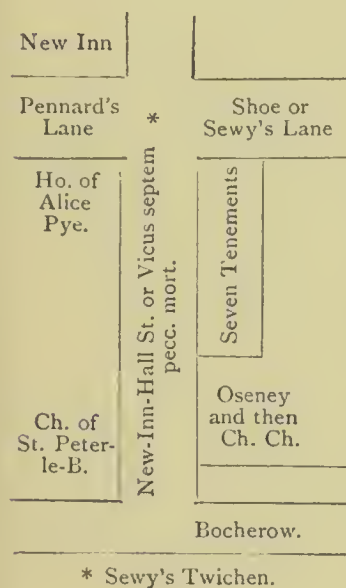 New Inn
Pennard's
Lane
*
Shoe or
Sewy's Lane
Ho. of
Alice
Pye.
New-Inn-Hall St. or Vicus septem
pecc. mort.
Seven Tenements
Ch. of
St. Peter-
le-B.
Oseney
and then
Ch. Ch.
Bocherow.
* Sewy's Twichen.